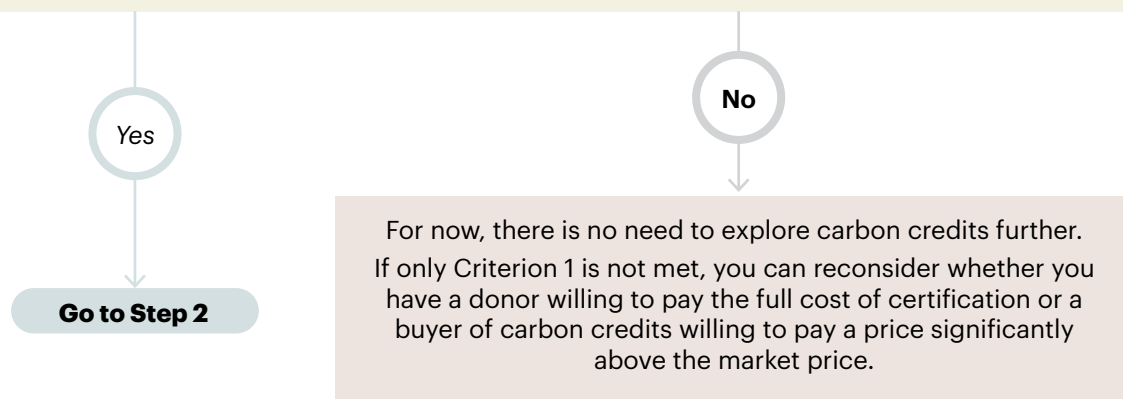 No
Yes
For now, there is no need to explore carbon credits further.
If only Criterion 1 is not met, you can reconsider whether you
have a donor willing to pay the full cost of certification or a
buyer of carbon credits willing to pay a price significantly
above the market price.
Go to Step 2